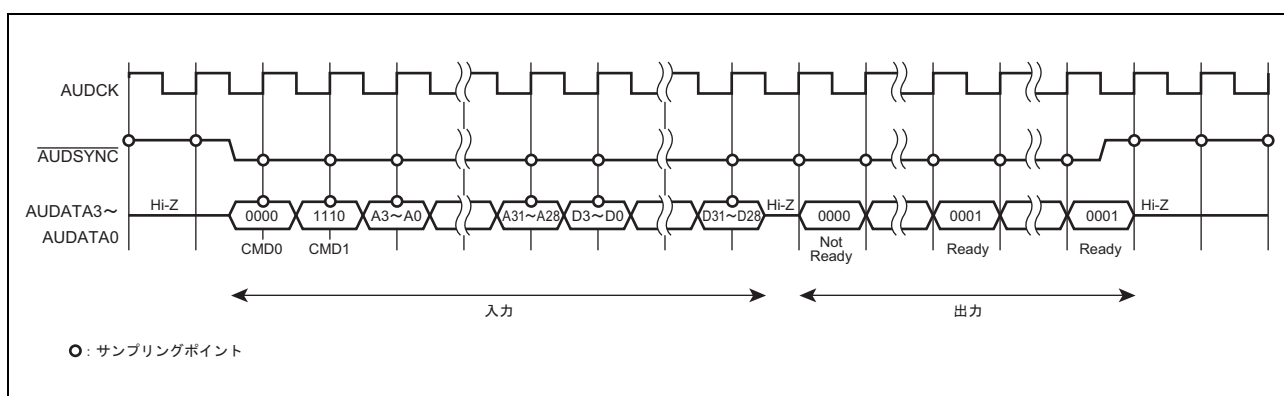 AUDCK
AUDSYNC
AUDATA3～
AUDATA0
Hi-Z
0000
1110
A3～A0
A31～A28
D3～D0
D31～D28
Hi-Z
0000
0001
0001
Hi-Z
CMD0
CMD1
Not
Ready
Ready
Ready
入力
出力
：サンプリングポイント